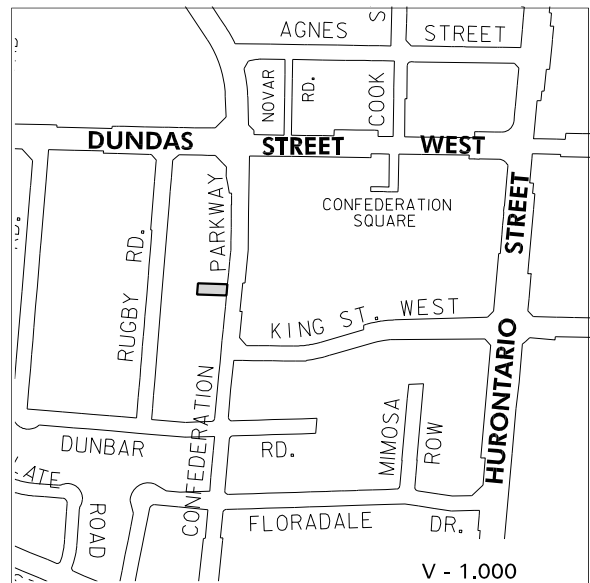 AGNES STREET
NOVAR RD.
COOK
DUNDAS STREET WEST
CONFEDERATION
SQUARE
PARKWAY
RUGBY RD.
STREET
KING ST. WEST
HURONTARIO
CONFEDERATION
MIMOSA ROW
DUNBAR RD.
ROAD
FLORADALE DR.
V - 1.000